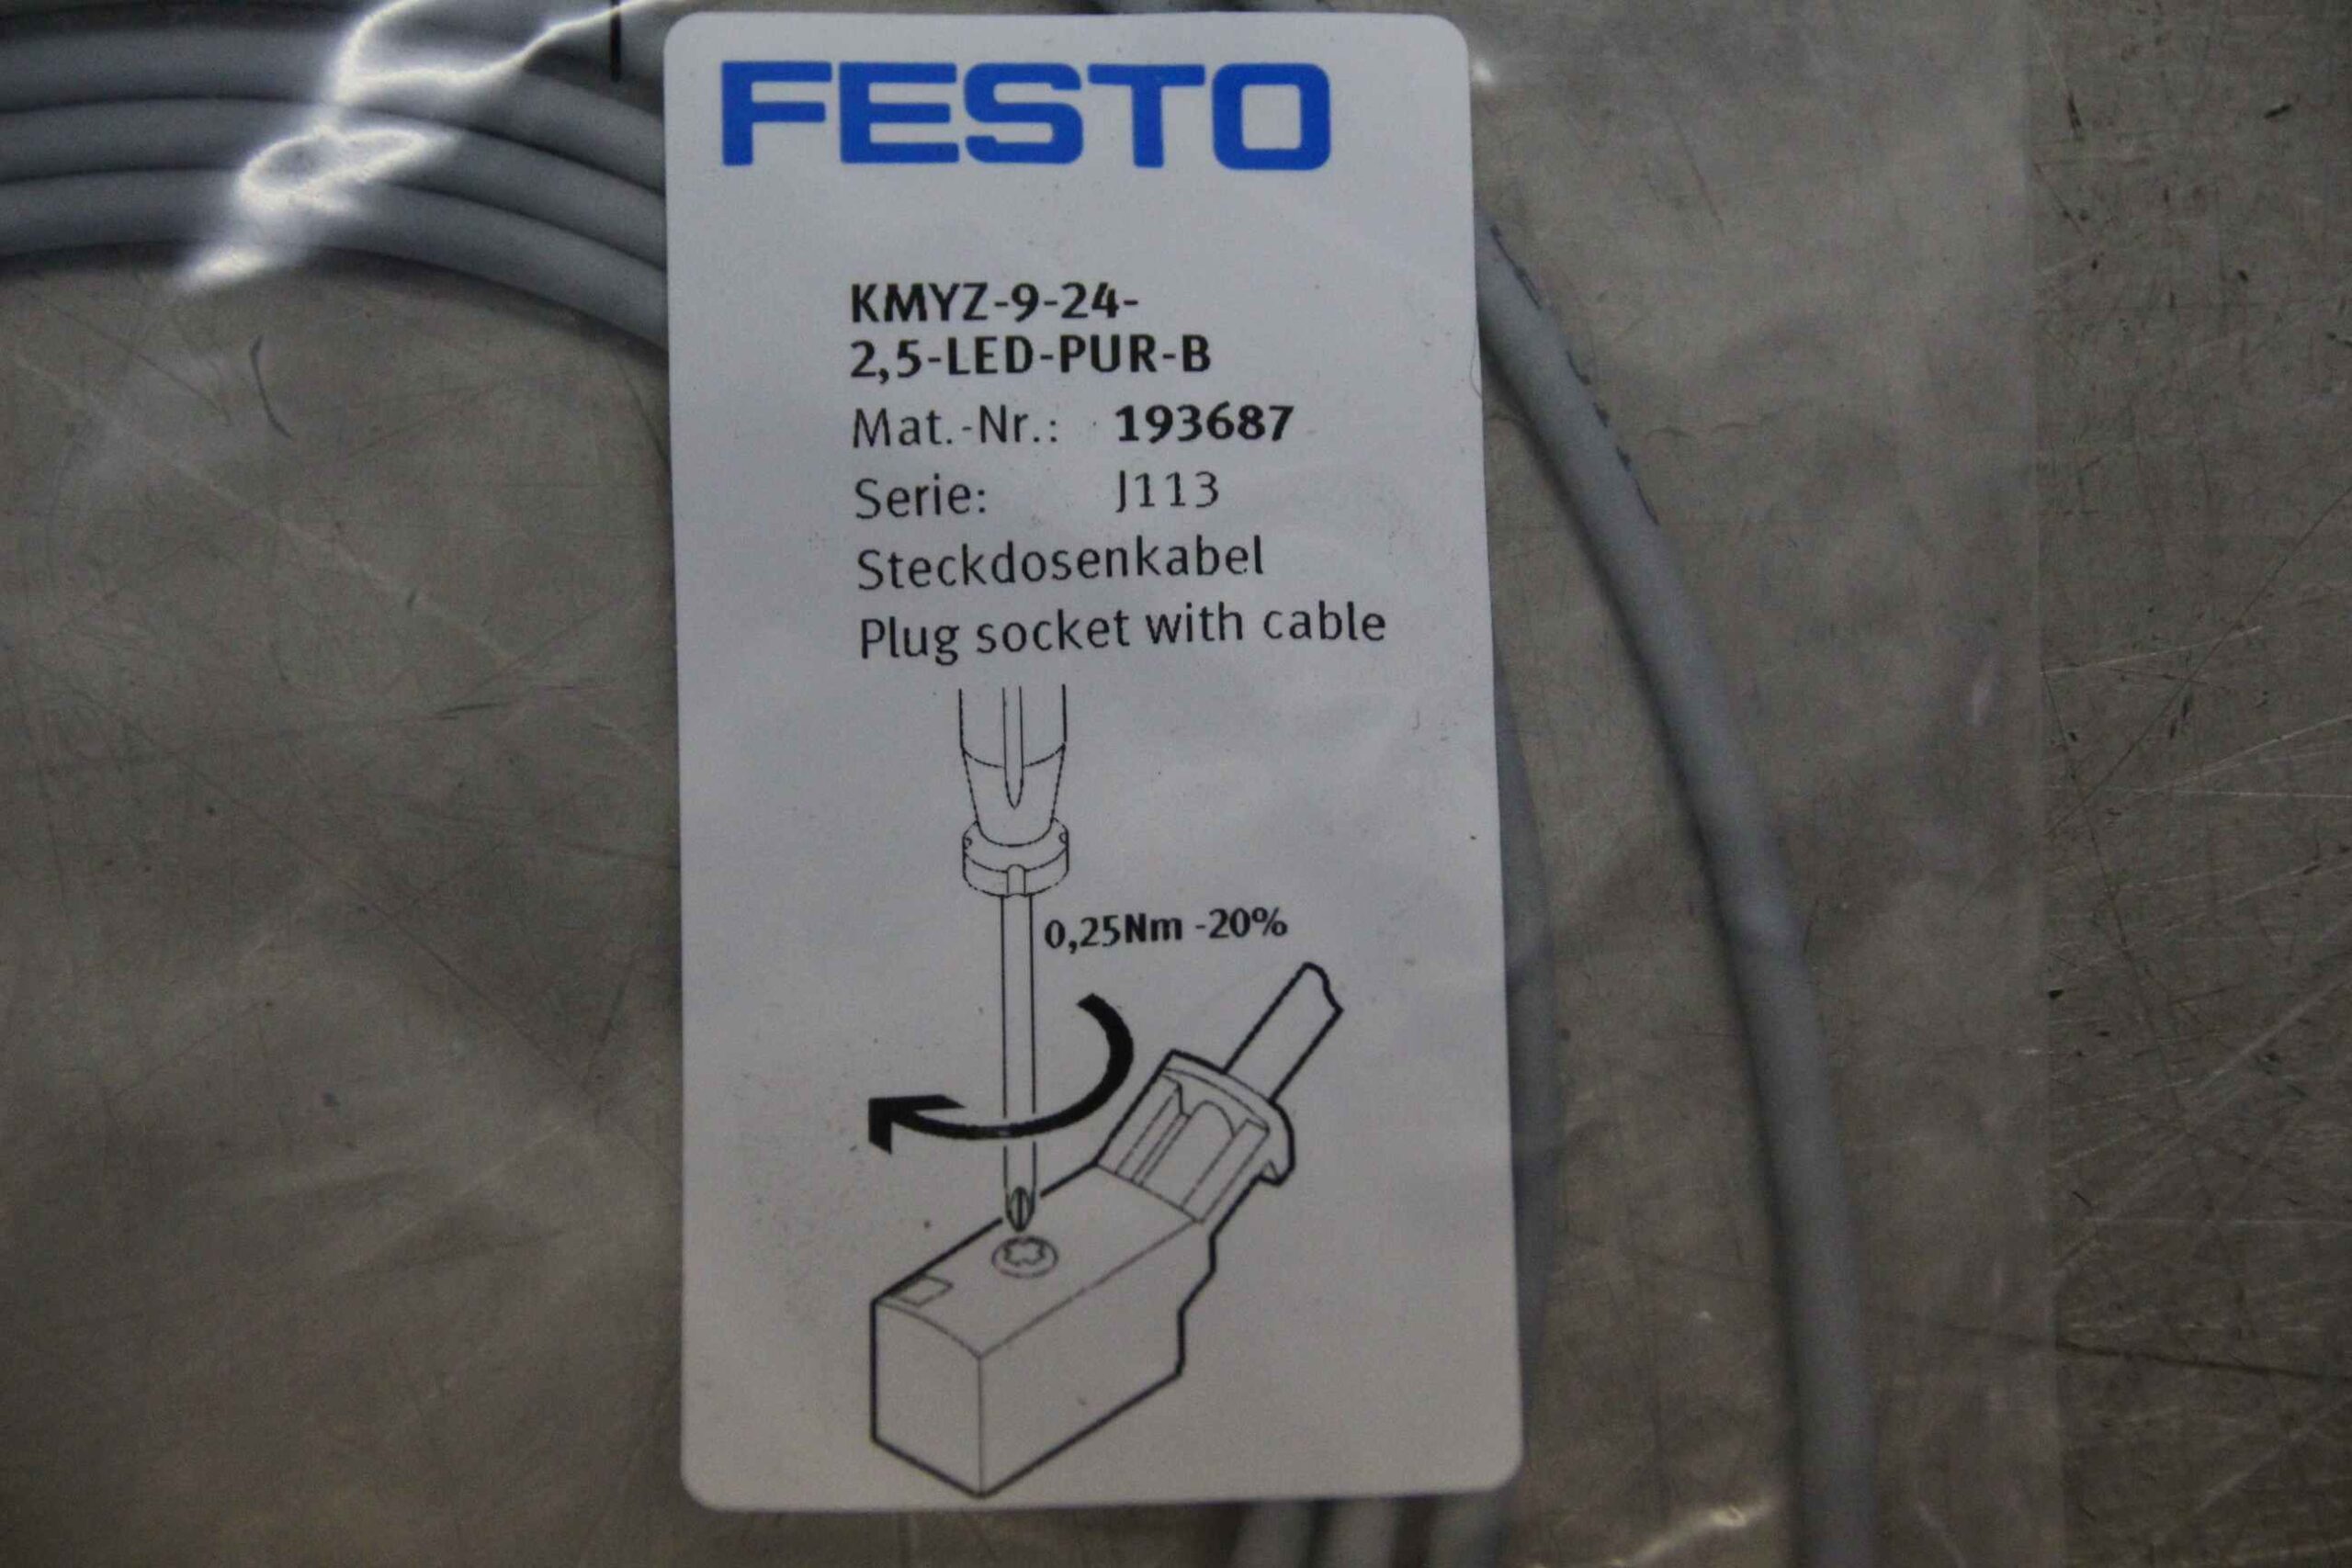 FESTO
KMYZ-9-24-
2,5-LED-PUR-B
Mat.-Nr.: 193687
Serie: J113
Steckdosenkabel
Plug socket with cable
0,25Nm -20%